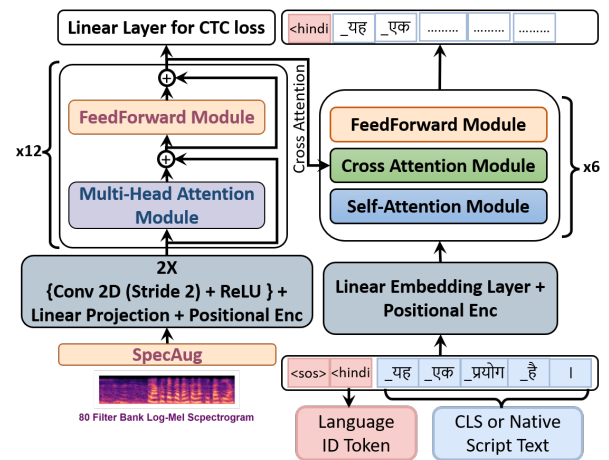 Linear Layer for CTC loss
<hindi _यह _एक ......... ......... .........
+
FeedForward Module
x12
+
Multi-Head Attention
Module
Cross Attention
FeedForward Module
Cross Attention Module
x6
Self-Attention Module
2X
{Conv 2D (Stride 2) + ReLU } +
Linear Projection + Positional Enc
Linear Embedding Layer +
Positional Enc
SpecAug
<sos> <hindi _यह _एक _प्रयोग _है ।
80 Filter Bank Log-Mel Scpectrogram
Language
ID Token
CLS or Native
Script Text